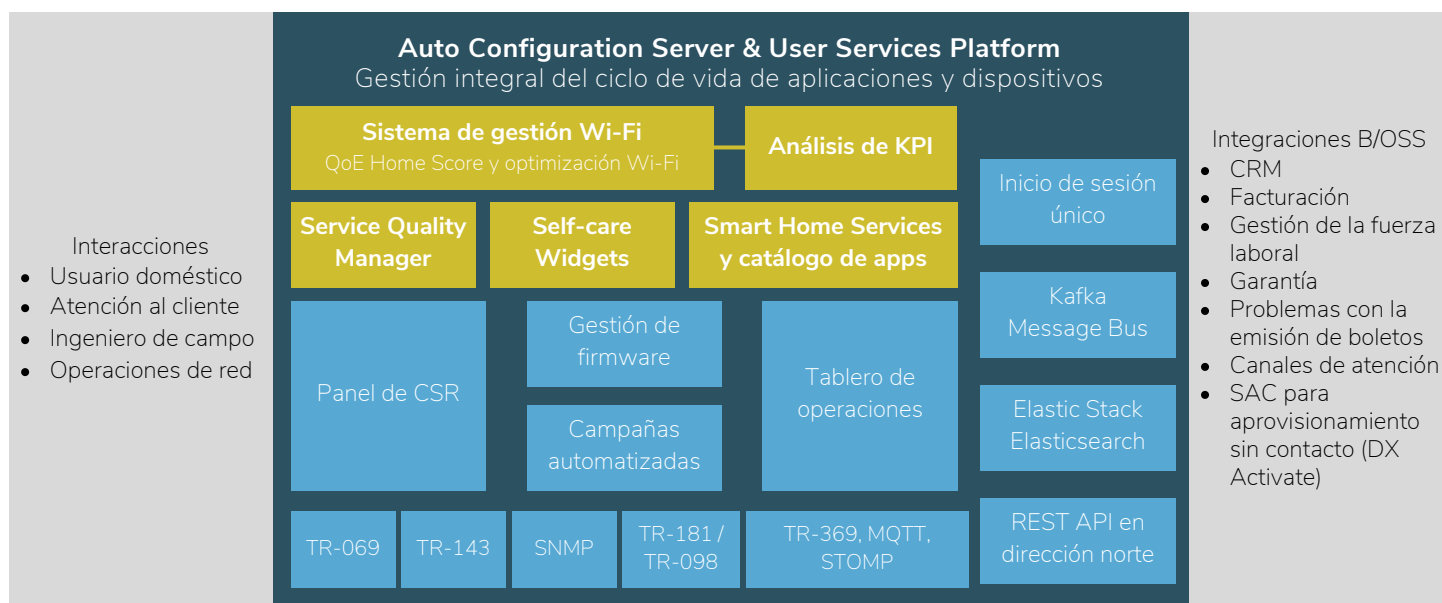 Auto Configuration Server & User Services Platform
Gestión integral del ciclo de vida de aplicaciones y dispositivos
Interacciones
• Usuario doméstico
• Atención al cliente
• Ingeniero de campo
• Operaciones de red
Sistema de gestión Wi-Fi
QoE Home Score y optimización Wi-Fi
Análisis de KPI
Service Quality
Manager
Self-care
Widgets
Smart Home Services
y catálogo de apps
Panel de CSR
Gestión de
firmware
Campañas
automatizadas
Tablero de
operaciones
TR-069
TR-143
SNMP
TR-181 /
TR-098
TR-369, MQTT,
STOMP
Inicio de sesión
único
Kafka
Message Bus
Elastic Stack
Elasticsearch
REST API en
dirección norte
Integraciones B/OSS
• CRM
• Facturación
• Gestión de la fuerza
laboral
• Garantía
• Problemas con la
emisión de boletos
• Canales de atención
• SAC para
aprovisionamiento
sin contacto (DX
Activate)